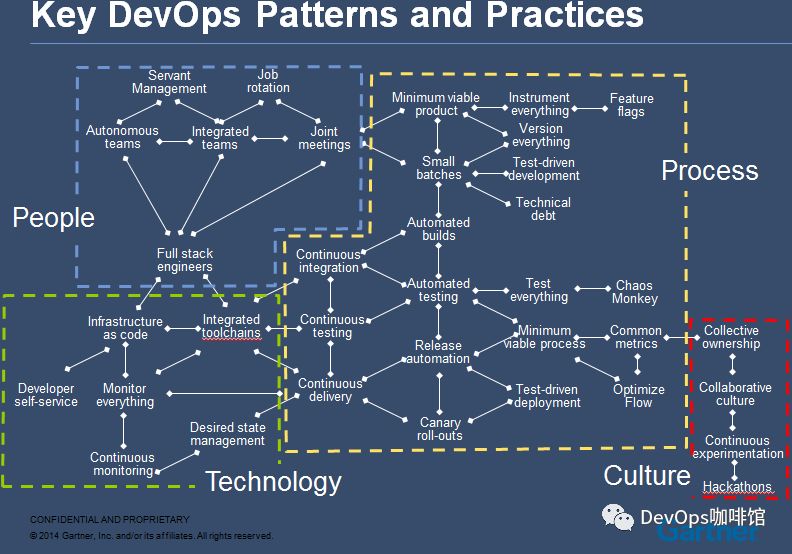 Key DevOps Patterns and Practices
Servant
Management
Job
rotation
Autonomous
teams
Integrated
teams
Joint
meetings
People
Full stack
engineers
Minimum viable
product
Instrument
everything
Feature
flags
Version
everything
Small
batches
Test-driven
development
Technical
debt
Process
Automated
builds
Continuous
integration
Automated
testing
Test
everything
Chaos
Monkey
Infrastructure
as code
Integrated
toolchains
Continuous
testing
Release
automation
Minimum
viable process
Common
metrics
Collective
ownership
Developer
self-service
Monitor
everything
Continuous
delivery
Test-driven
deployment
Optimize
Flow
Collaborative
culture
Desired state
management
Canary
roll-outs
Continuous
experimentation
Continuous
monitoring
Technology
Culture
Hackathons
CONFIDENTIAL AND PROPRIETARY
© 2014 Gartner, Inc. and/or its affiliates. All rights reserved.
DevOps咖啡馆
Gartner